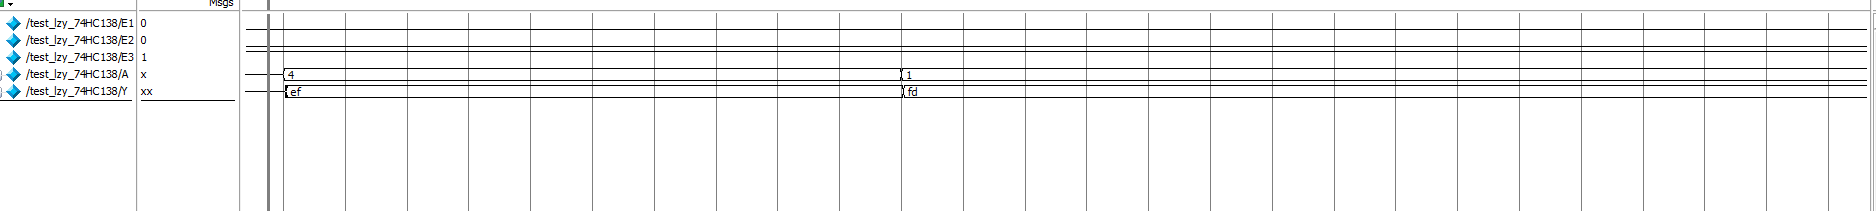 Msgs
/test_lzy_74HC138/E1 0
/test_lzy_74HC138/E2 0
/test_lzy_74HC138/E3 1
/test_lzy_74HC138/A x 4 1
/test_lzy_74HC138/Y xx ef fd